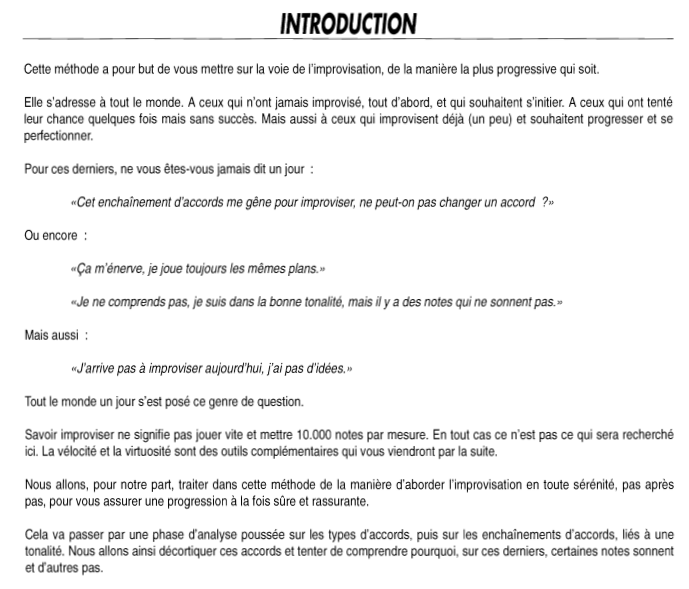 INTRODUCTION
Cette méthode a pour but de vous mettre sur la voie de l'improvisation, de la manière la plus progressive qui soit.
Elle s'adresse à tout le monde. A ceux qui n'ont jamais improvisé, tout d'abord, et qui souhaitent s'initier. A ceux qui ont tenté
leur chance quelques fois mais sans succès. Mais aussi à ceux qui improvisent déjà (un peu) et souhaitent progresser et se
perfectionner.
Pour ces derniers, ne vous êtes-vous jamais dit un jour :
«Cet enchaînement d'accords me gêne pour improviser, ne peut-on pas changer un accord ?»
Ou encore :
«Ça m'énerve, je joue toujours les mêmes plans.»
«Je ne comprends pas, je suis dans la bonne tonalité, mais il y a des notes qui ne sonnent pas.»
Mais aussi :
«J'arrive pas à improviser aujourd'hui, j'ai pas d'idées.»
Tout le monde un jour s'est posé ce genre de question.
Savoir improviser ne signifie pas jouer vite et mettre 10.000 notes par mesure. En tout cas ce n'est pas ce qui sera recherché
ici. La vélocité et la virtuosité sont des outils complémentaires qui vous viendront par la suite.
Nous allons, pour notre part, traiter dans cette méthode de la manière d'aborder l'improvisation en toute sérénité, pas après
pas, pour vous assurer une progression à la fois sûre et rassurante.
Cela va passer par une phase d'analyse poussée sur les types d'accords, puis sur les enchaînements d'accords, liés à une
tonalité. Nous allons ainsi décortiquer ces accords et tenter de comprendre pourquoi, sur ces derniers, certaines notes sonnent
et d'autres pas.